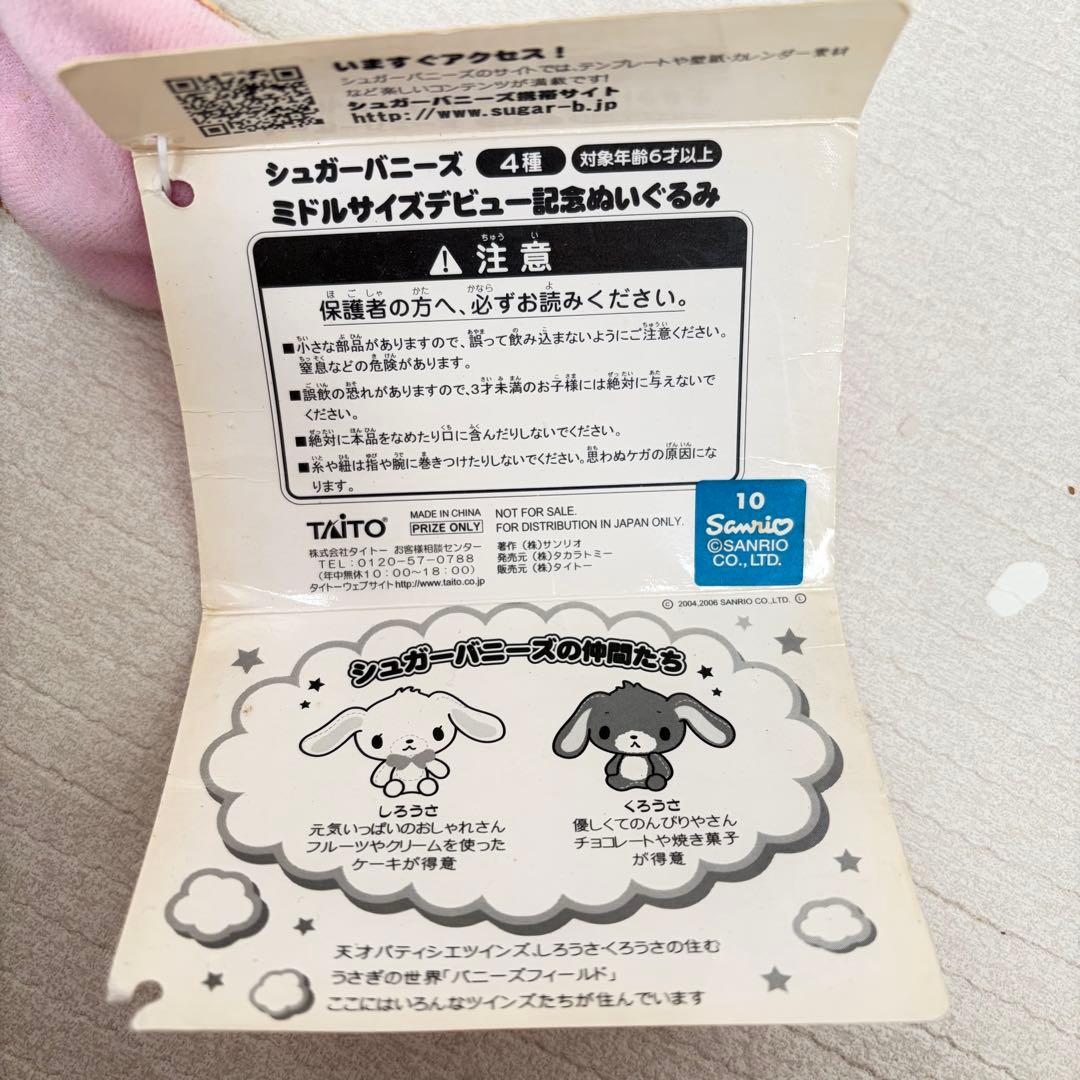 いますぐアクセス!
シュガーバニーズのサイトでは、テンプレートや壁紙・カレンダー素材
など楽しいコンテンツが満載です!
シュガーバニーズ携帯サイト
http://www.sugar-b.jp
シュガーバニーズ 4種 対象年齢6才以上
ミドルサイズデビュー記念ぬいぐるみ
注意
保護者の方へ、必ずお読みください。
■小さな部品がありますので、誤って飲み込まないようにご注意ください。
窒息などの危険があります。
■誤飲の恐れがありますので、3才未満のお子様には絶対に与えないで
ください。
■絶対に本品をなめたり口に含んだりしないでください。
■糸や紐は指や腕に巻きつけたりしないでください。思わぬケガの原因にな
ります。
TAITO®
MADE IN CHINA
PRIZE ONLY
NOT FOR SALE.
FOR DISTRIBUTION IN JAPAN ONLY.
株式会社タイトー お客様相談センター
TEL:0120-57-0788
(年中無休10:00~18:00)
タイトーウェブサイトhttp://www.taito.co.jp
著作 (株)サンリオ
発売元 (株)タカラトミー
販売元 (株)タイトー
10
Sanrio
©SANRIO
CO.,LTD.
© 2004,2006 SANRIO CO.,LTD. Ⓛ
シュガーバニーズの仲間たち
しろうさ
元気いっぱいのおしゃれさん
フルーツやクリームを使った
ケーキが得意
くろうさ
優しくてのんびりやさん
チョコレートや焼き菓子
が得意
天才パティシエツインズ、しろうさ・くろうさの住む
うさぎの世界「バニーズフィールド」
ここにはいろんなツインズたちが住んでいます